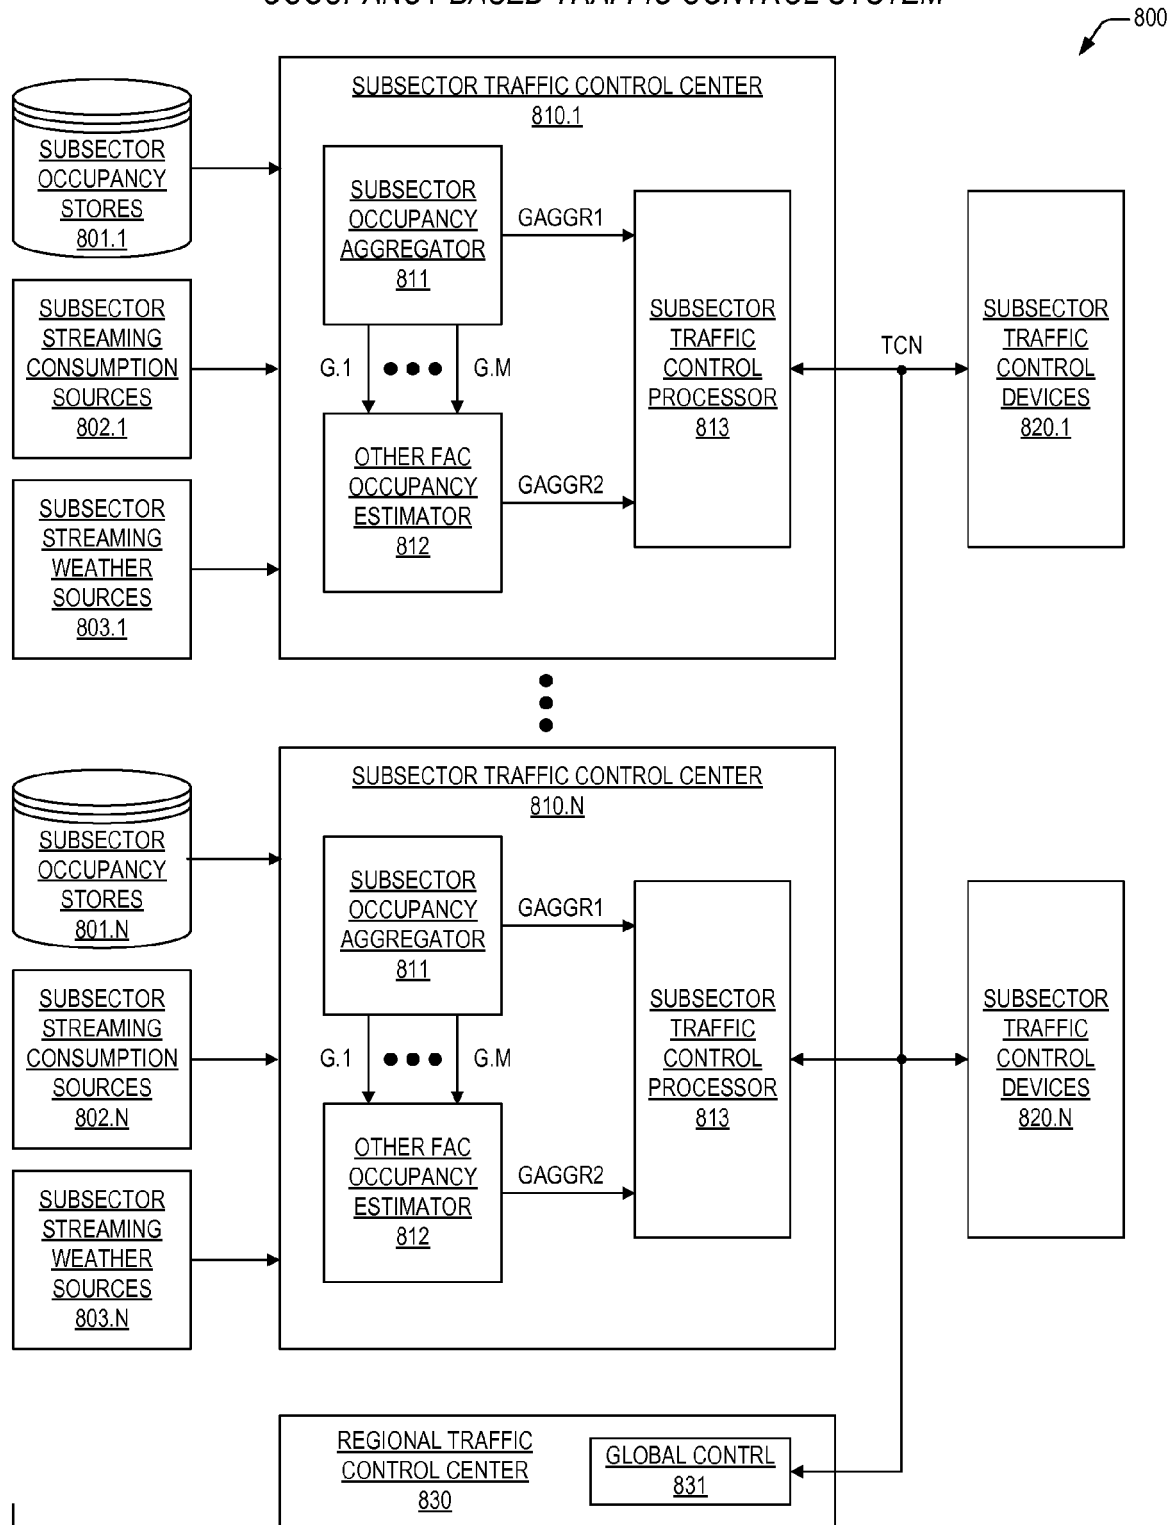 OCCUPANCY-BASED TRAFFIC CONTROL SYSTEM
800
SUBSECTOR
OCCUPANCY
STORES
801.1
SUBSECTOR
STREAMING
CONSUMPTION
SOURCES
802.1
SUBSECTOR
STREAMING
WEATHER
SOURCES
803.1
SUBSECTOR TRAFFIC CONTROL CENTER
810.1
SUBSECTOR
OCCUPANCY
AGGREGATOR
811
GAGGR1
G.1
G.M
OTHER FAC
OCCUPANCY
ESTIMATOR
812
GAGGR2
SUBSECTOR
TRAFFIC
CONTROL
PROCESSOR
813
TCN
SUBSECTOR
TRAFFIC
CONTROL
DEVICES
820.1
SUBSECTOR
OCCUPANCY
STORES
801.N
SUBSECTOR
STREAMING
CONSUMPTION
SOURCES
802.N
SUBSECTOR
STREAMING
WEATHER
SOURCES
803.N
SUBSECTOR TRAFFIC CONTROL CENTER
810.N
SUBSECTOR
OCCUPANCY
AGGREGATOR
811
GAGGR1
G.1
G.M
OTHER FAC
OCCUPANCY
ESTIMATOR
812
GAGGR2
SUBSECTOR
TRAFFIC
CONTROL
PROCESSOR
813
SUBSECTOR
TRAFFIC
CONTROL
DEVICES
820.N
REGIONAL TRAFFIC
CONTROL CENTER
830
GLOBAL CONTRL
831